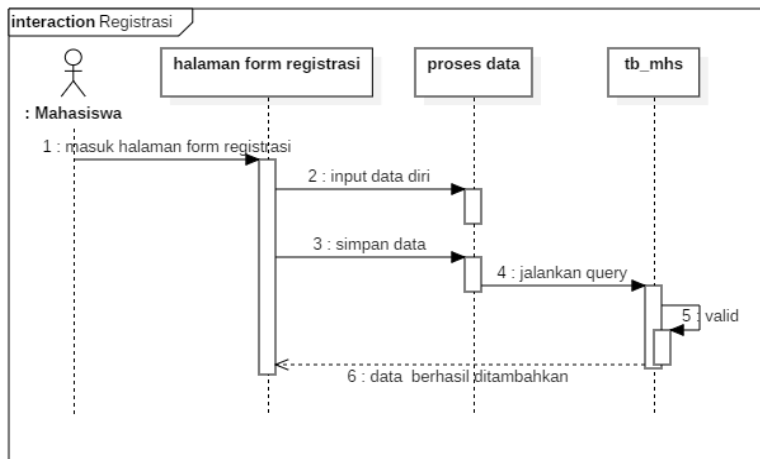 interaction Registrasi
halaman form registrasi
proses data
tb_mhs
: Mahasiswa
1 : masuk halaman form registrasi
2 : input data diri
3 : simpan data
4 : jalankan query
5 : valid
6 : data berhasil ditambahkan